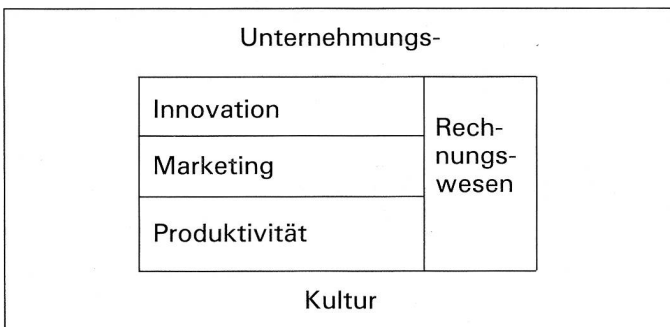 Unternehmungs-
Innovation
Marketing
Produktivität
Rech-
nungs-
wesen
Kultur